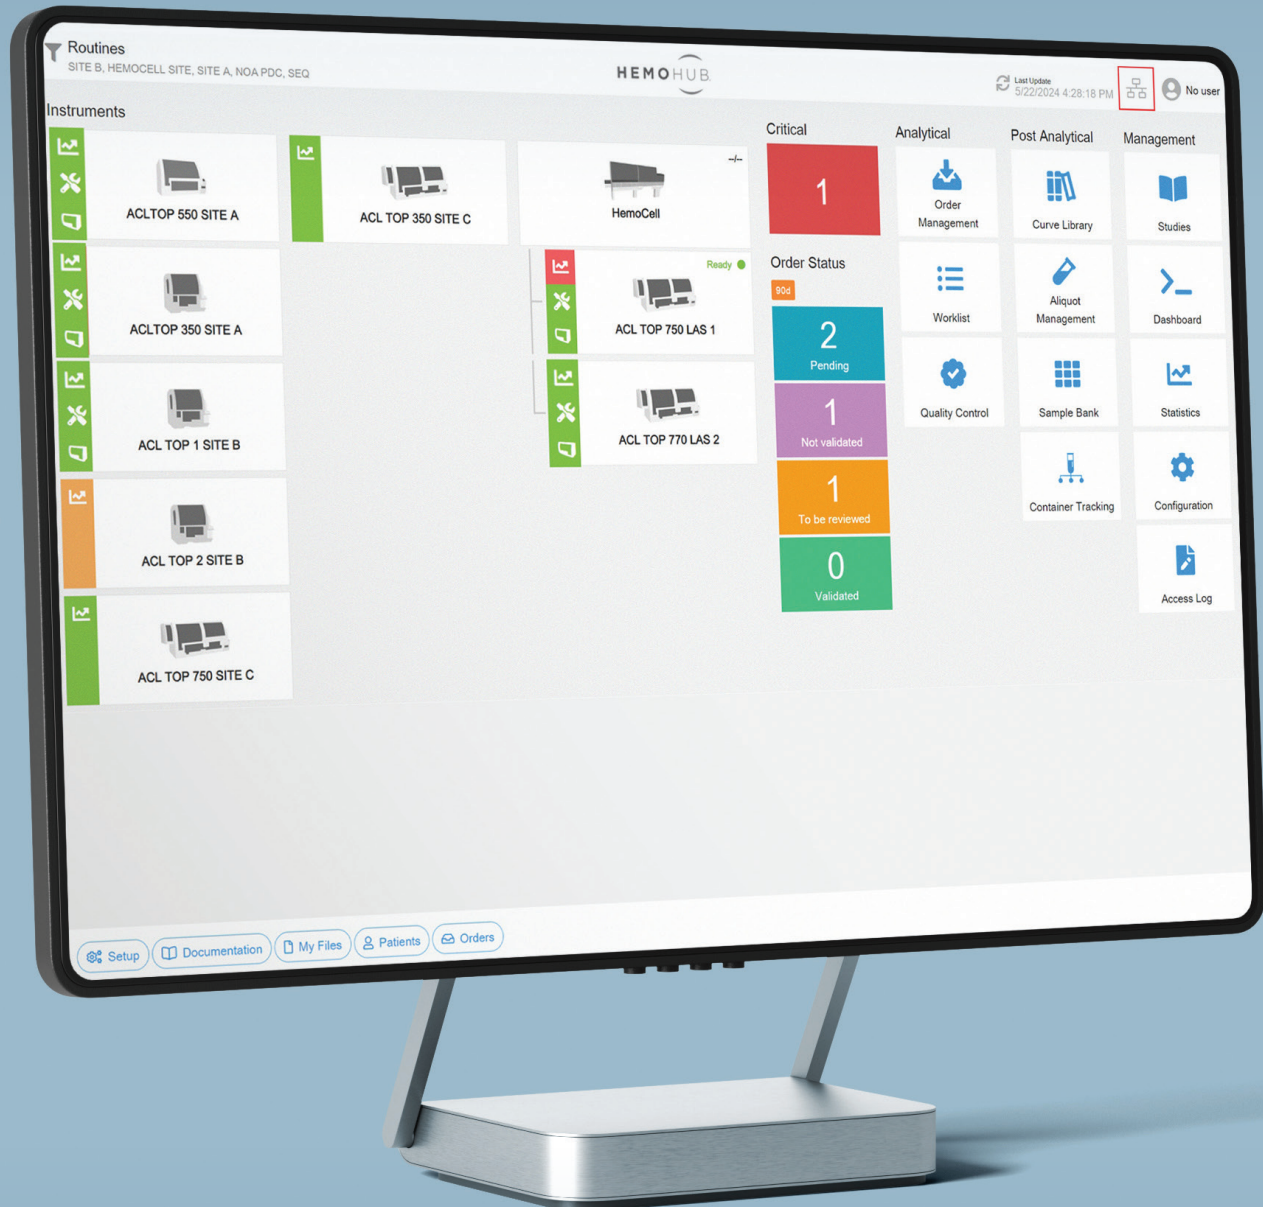 Routines
SITE B, HEMOCELL SITE, SITE A, NOA PDC, SEQ
HEMOHUB
Last Update
5/22/2024 4:28:18 PM
No user
Instruments
ACLTOP 550 SITE A
ACL TOP 350 SITE C
--/--
HemoCell
ACLTOP 350 SITE A
Ready
ACL TOP 750 LAS 1
ACL TOP 1 SITE B
ACL TOP 770 LAS 2
ACL TOP 2 SITE B
ACL TOP 750 SITE C
Critical
1
Order Status
90d
2
Pending
1
Not validated
1
To be reviewed
0
Validated
Analytical
Order
Management
Worklist
Quality Control
Post Analytical
Curve Library
Aliquot
Management
Sample Bank
Container Tracking
Management
Studies
Dashboard
Statistics
Configuration
Access Log
Setup
Documentation
My Files
Patients
Orders